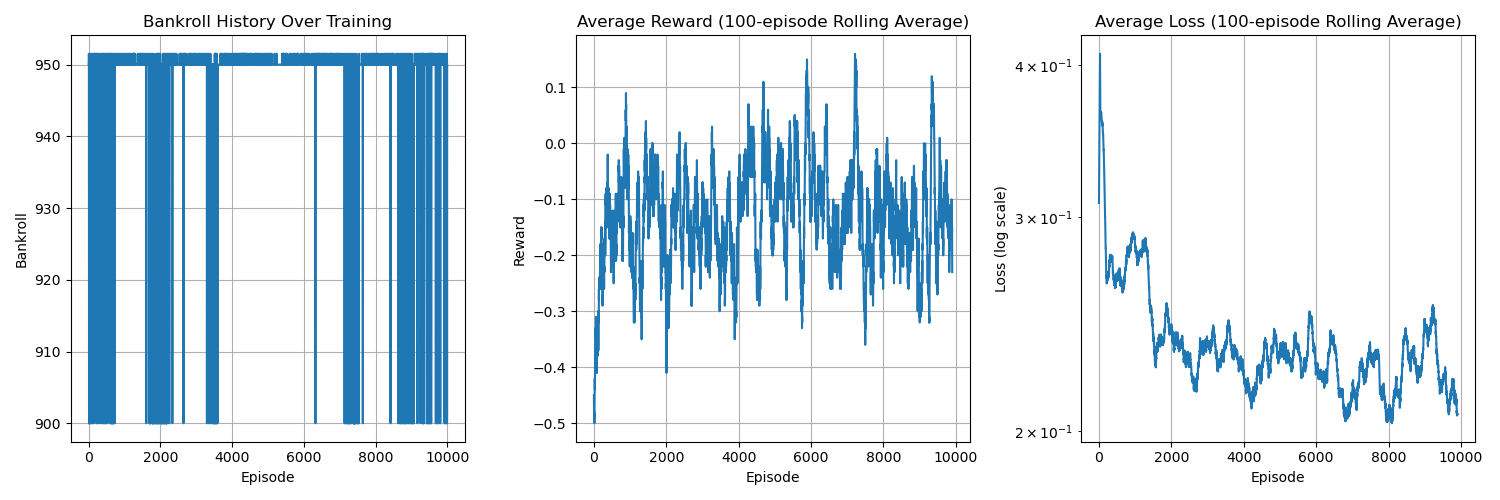 Bankroll History Over Training
Bankroll
950
940
930
920
910
900
0 2000 4000 6000 8000 10000
Episode
Average Reward (100-episode Rolling Average)
Reward
0.1
0.0
−0.1
−0.2
−0.3
−0.4
−0.5
0 2000 4000 6000 8000 10000
Episode
Average Loss (100-episode Rolling Average)
Loss (log scale)
4 × 10⁻¹
3 × 10⁻¹
2 × 10⁻¹
0 2000 4000 6000 8000 10000
Episode